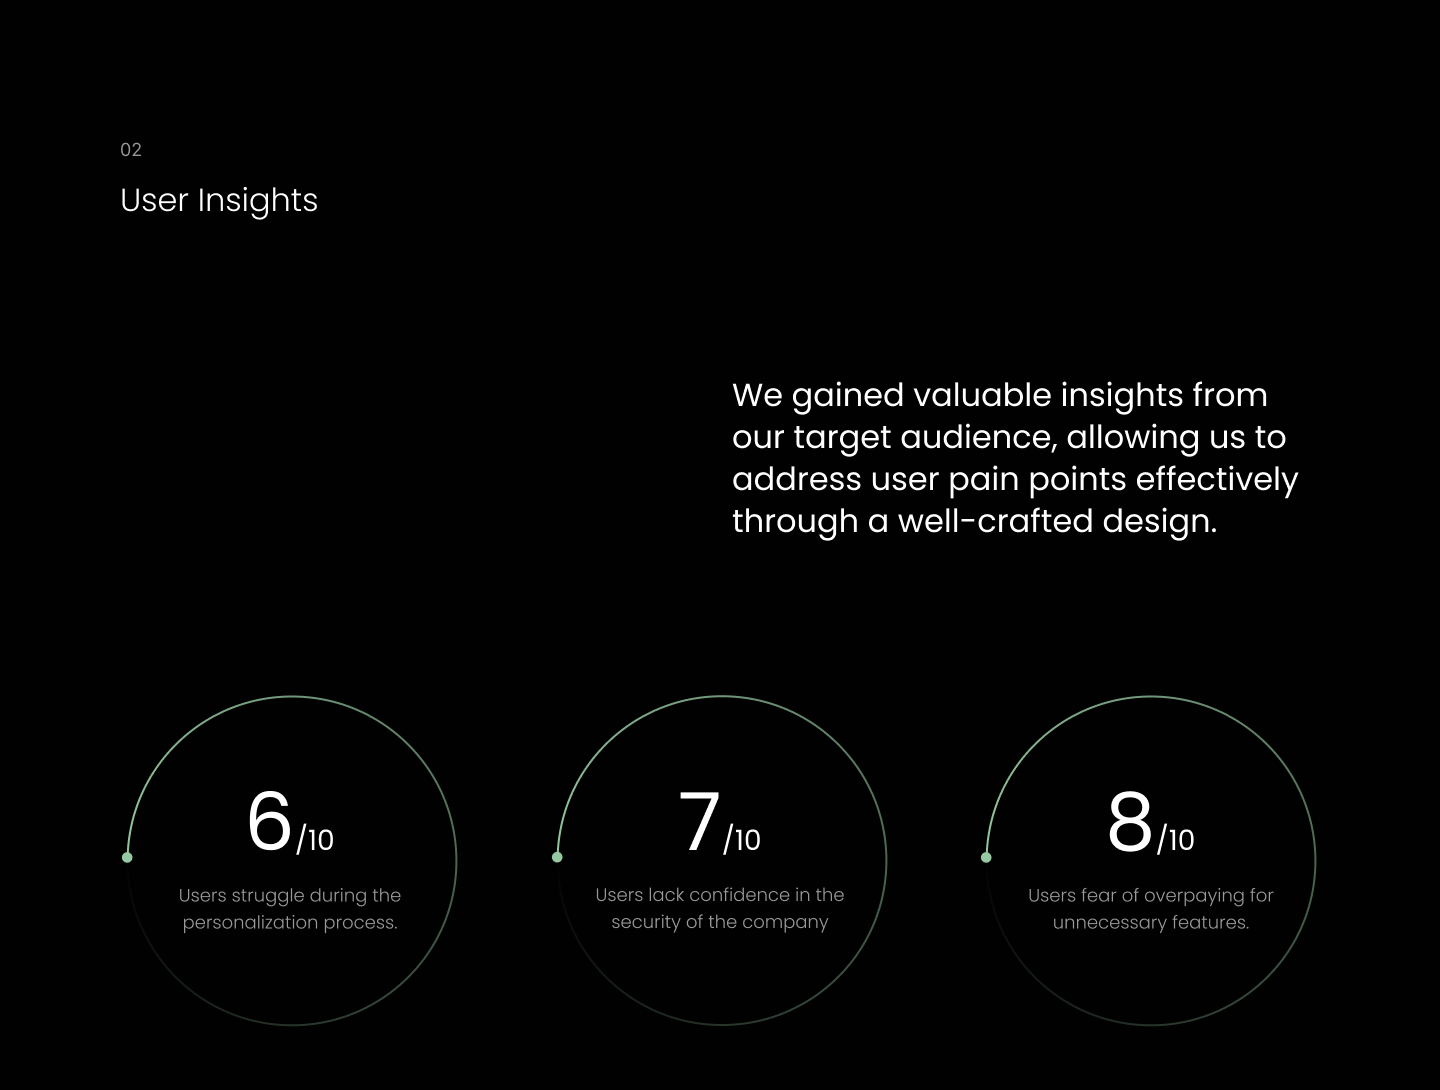 02
User Insights
We gained valuable insights from
our target audience, allowing us to
address user pain points effectively
through a well-crafted design.
6/10
Users struggle during the
personalization process.
7/10
Users lack confidence in the
security of the company
8/10
Users fear of overpaying for
unnecessary features.